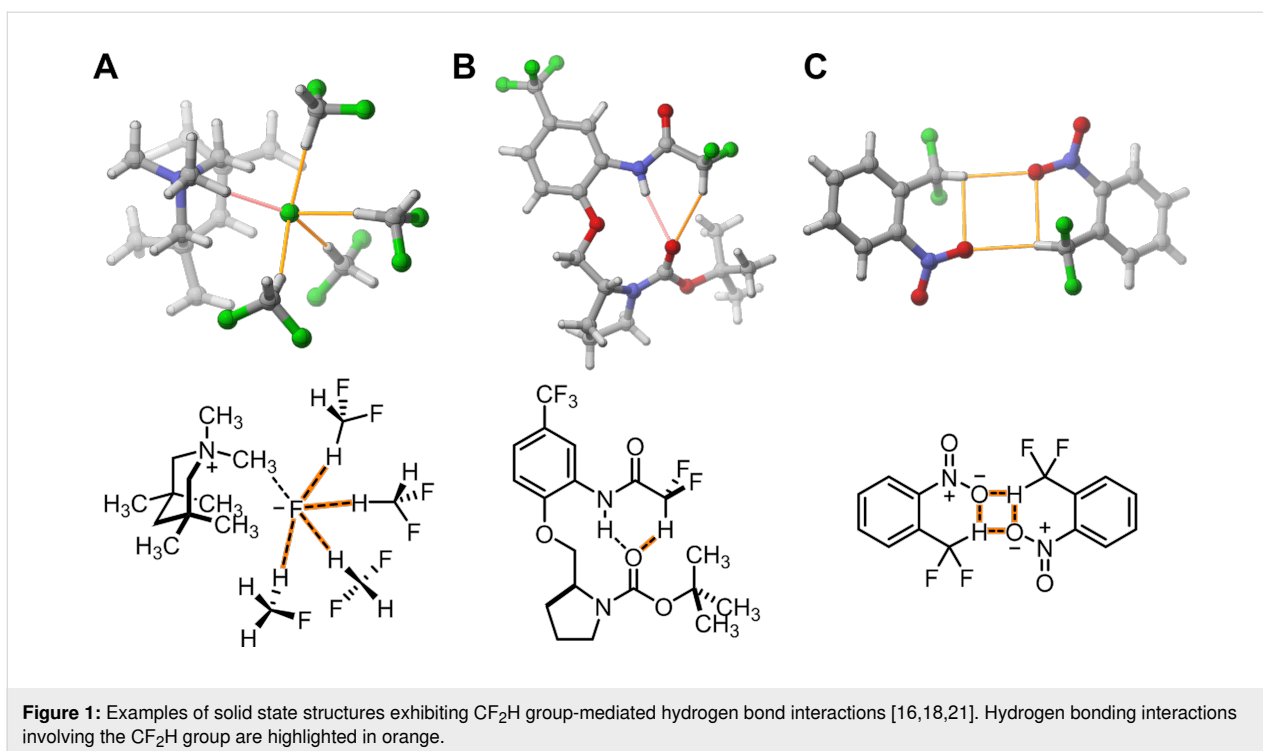 A
B
C
CH₃
N
+
CH₃
H₃C
CH₃
CH₃
H₃C
−F
H
F
F
H
H
H
F
F
H
F
F
H
H
H
F
F
CF₃
O
F
F
N
H
H
O
O
N
O
CH₃
CH₃
CH₃
O
N
+
−
O
H
F
F
H
O
−
N
+
O
F
F
Figure 1: Examples of solid state structures exhibiting CF₂H group-mediated hydrogen bond interactions [16,18,21]. Hydrogen bonding interactions
involving the CF₂H group are highlighted in orange.